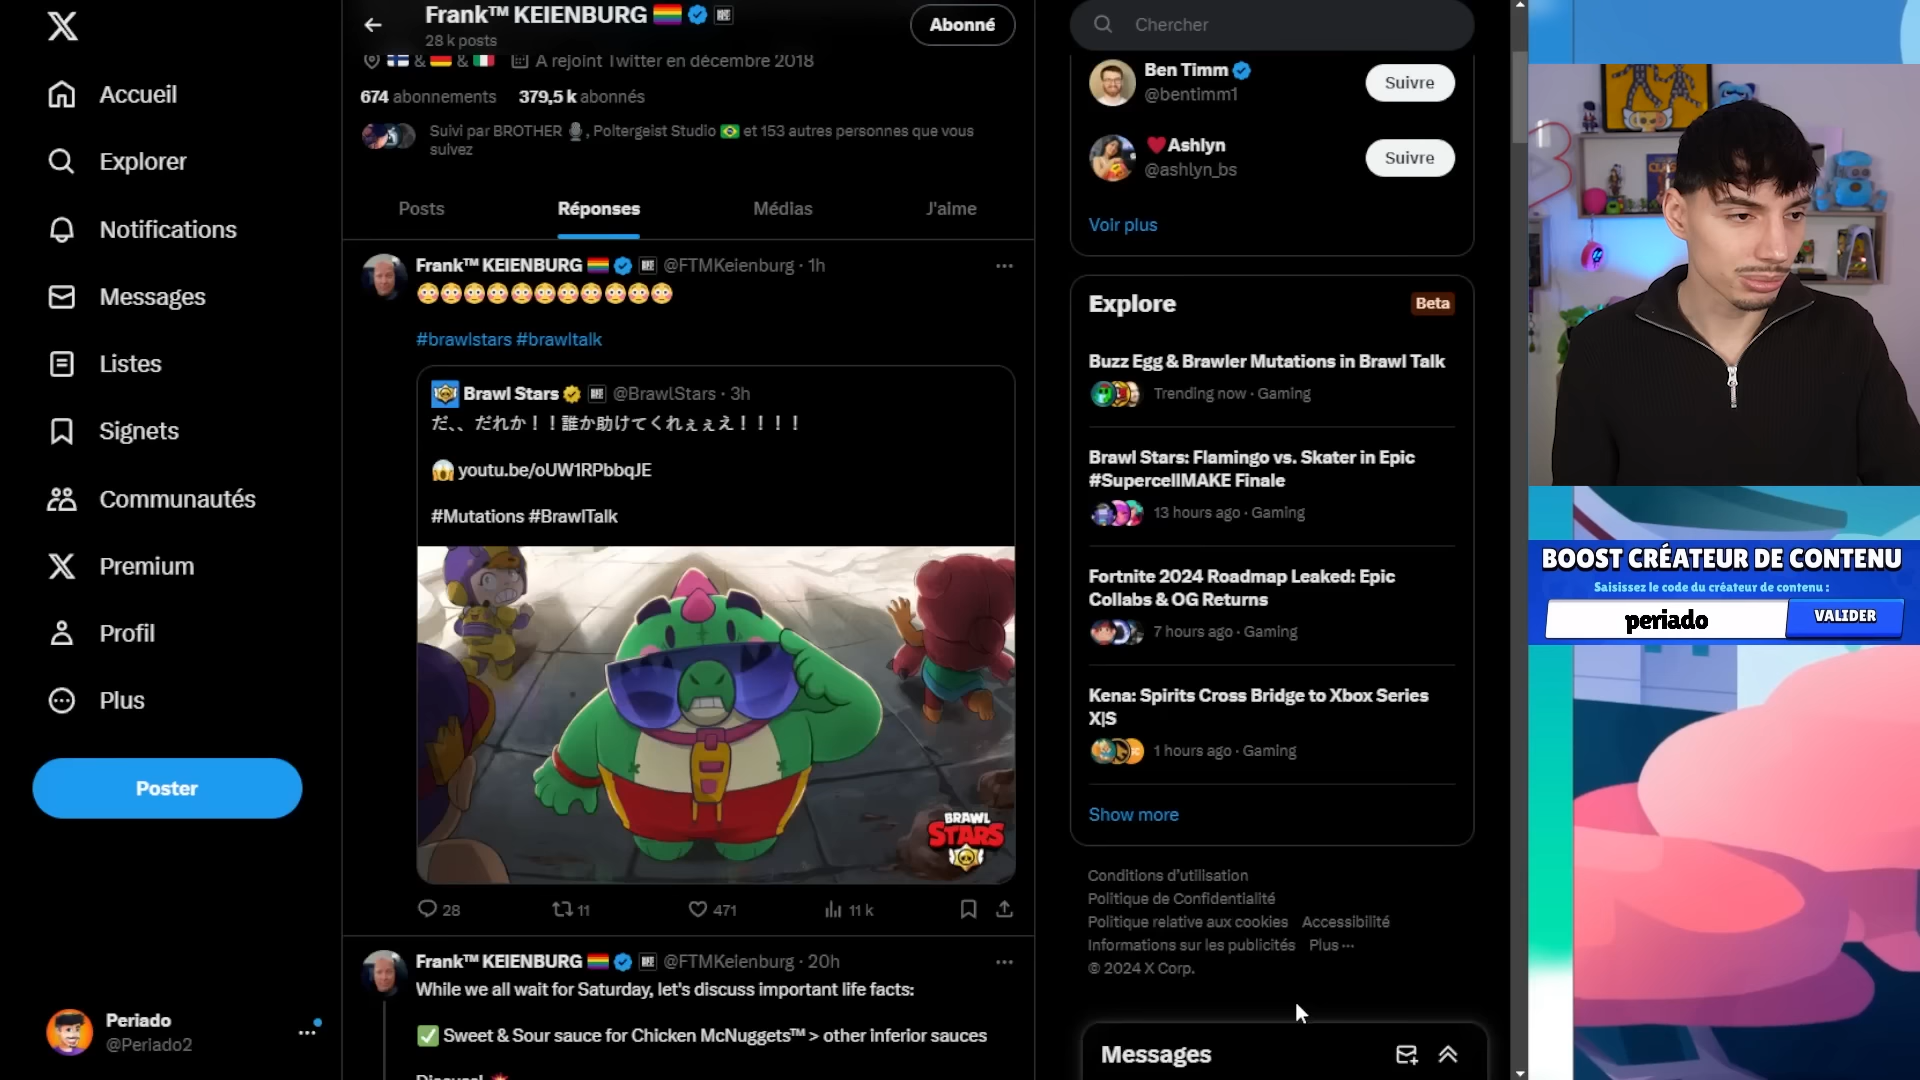 Accueil
Explorer
Notifications
Messages
Listes
Signets
Communautés
Premium
Profil
Plus
Poster
Periado
@Periado2
Frank™ KEIENBURG
28 k posts
Abonné
& & A rejoint Twitter en décembre 2018
674 abonnements 379,5 k abonnés
Suivi par BROTHER , Poltergeist Studio et 153 autres personnes que vous
suivez
Posts Réponses Médias J'aime
Frank™ KEIENBURG @FTMKeienburg · 1h
#brawlstars #brawltalk
Brawl Stars @BrawlStars · 3h
だ、、だれか！！誰か助けてくれぇぇえ！！！！
youtu.be/oUW1RPbbqJE
#Mutations #BrawlTalk
BRAWL
STARS
28 11 471 11 k
Frank™ KEIENBURG @FTMKeienburg · 20h
While we all wait for Saturday, let's discuss important life facts:
Sweet & Sour sauce for Chicken McNuggets™ > other inferior sauces
Chercher
Ben Timm
@bentimm1
Suivre
Ashlyn
@ashlyn_bs
Suivre
Voir plus
Explore Beta
Buzz Egg & Brawler Mutations in Brawl Talk
Trending now · Gaming
Brawl Stars: Flamingo vs. Skater in Epic
#SupercellMAKE Finale
13 hours ago · Gaming
Fortnite 2024 Roadmap Leaked: Epic
Collabs & OG Returns
7 hours ago · Gaming
Kena: Spirits Cross Bridge to Xbox Series
X|S
1 hours ago · Gaming
Show more
Conditions d'utilisation
Politique de Confidentialité
Politique relative aux cookies Accessibilité
Informations sur les publicités Plus ···
© 2024 X Corp.
Messages
BOOST CRÉATEUR DE CONTENU
Saisissez le code du créateur de contenu :
periado VALIDER